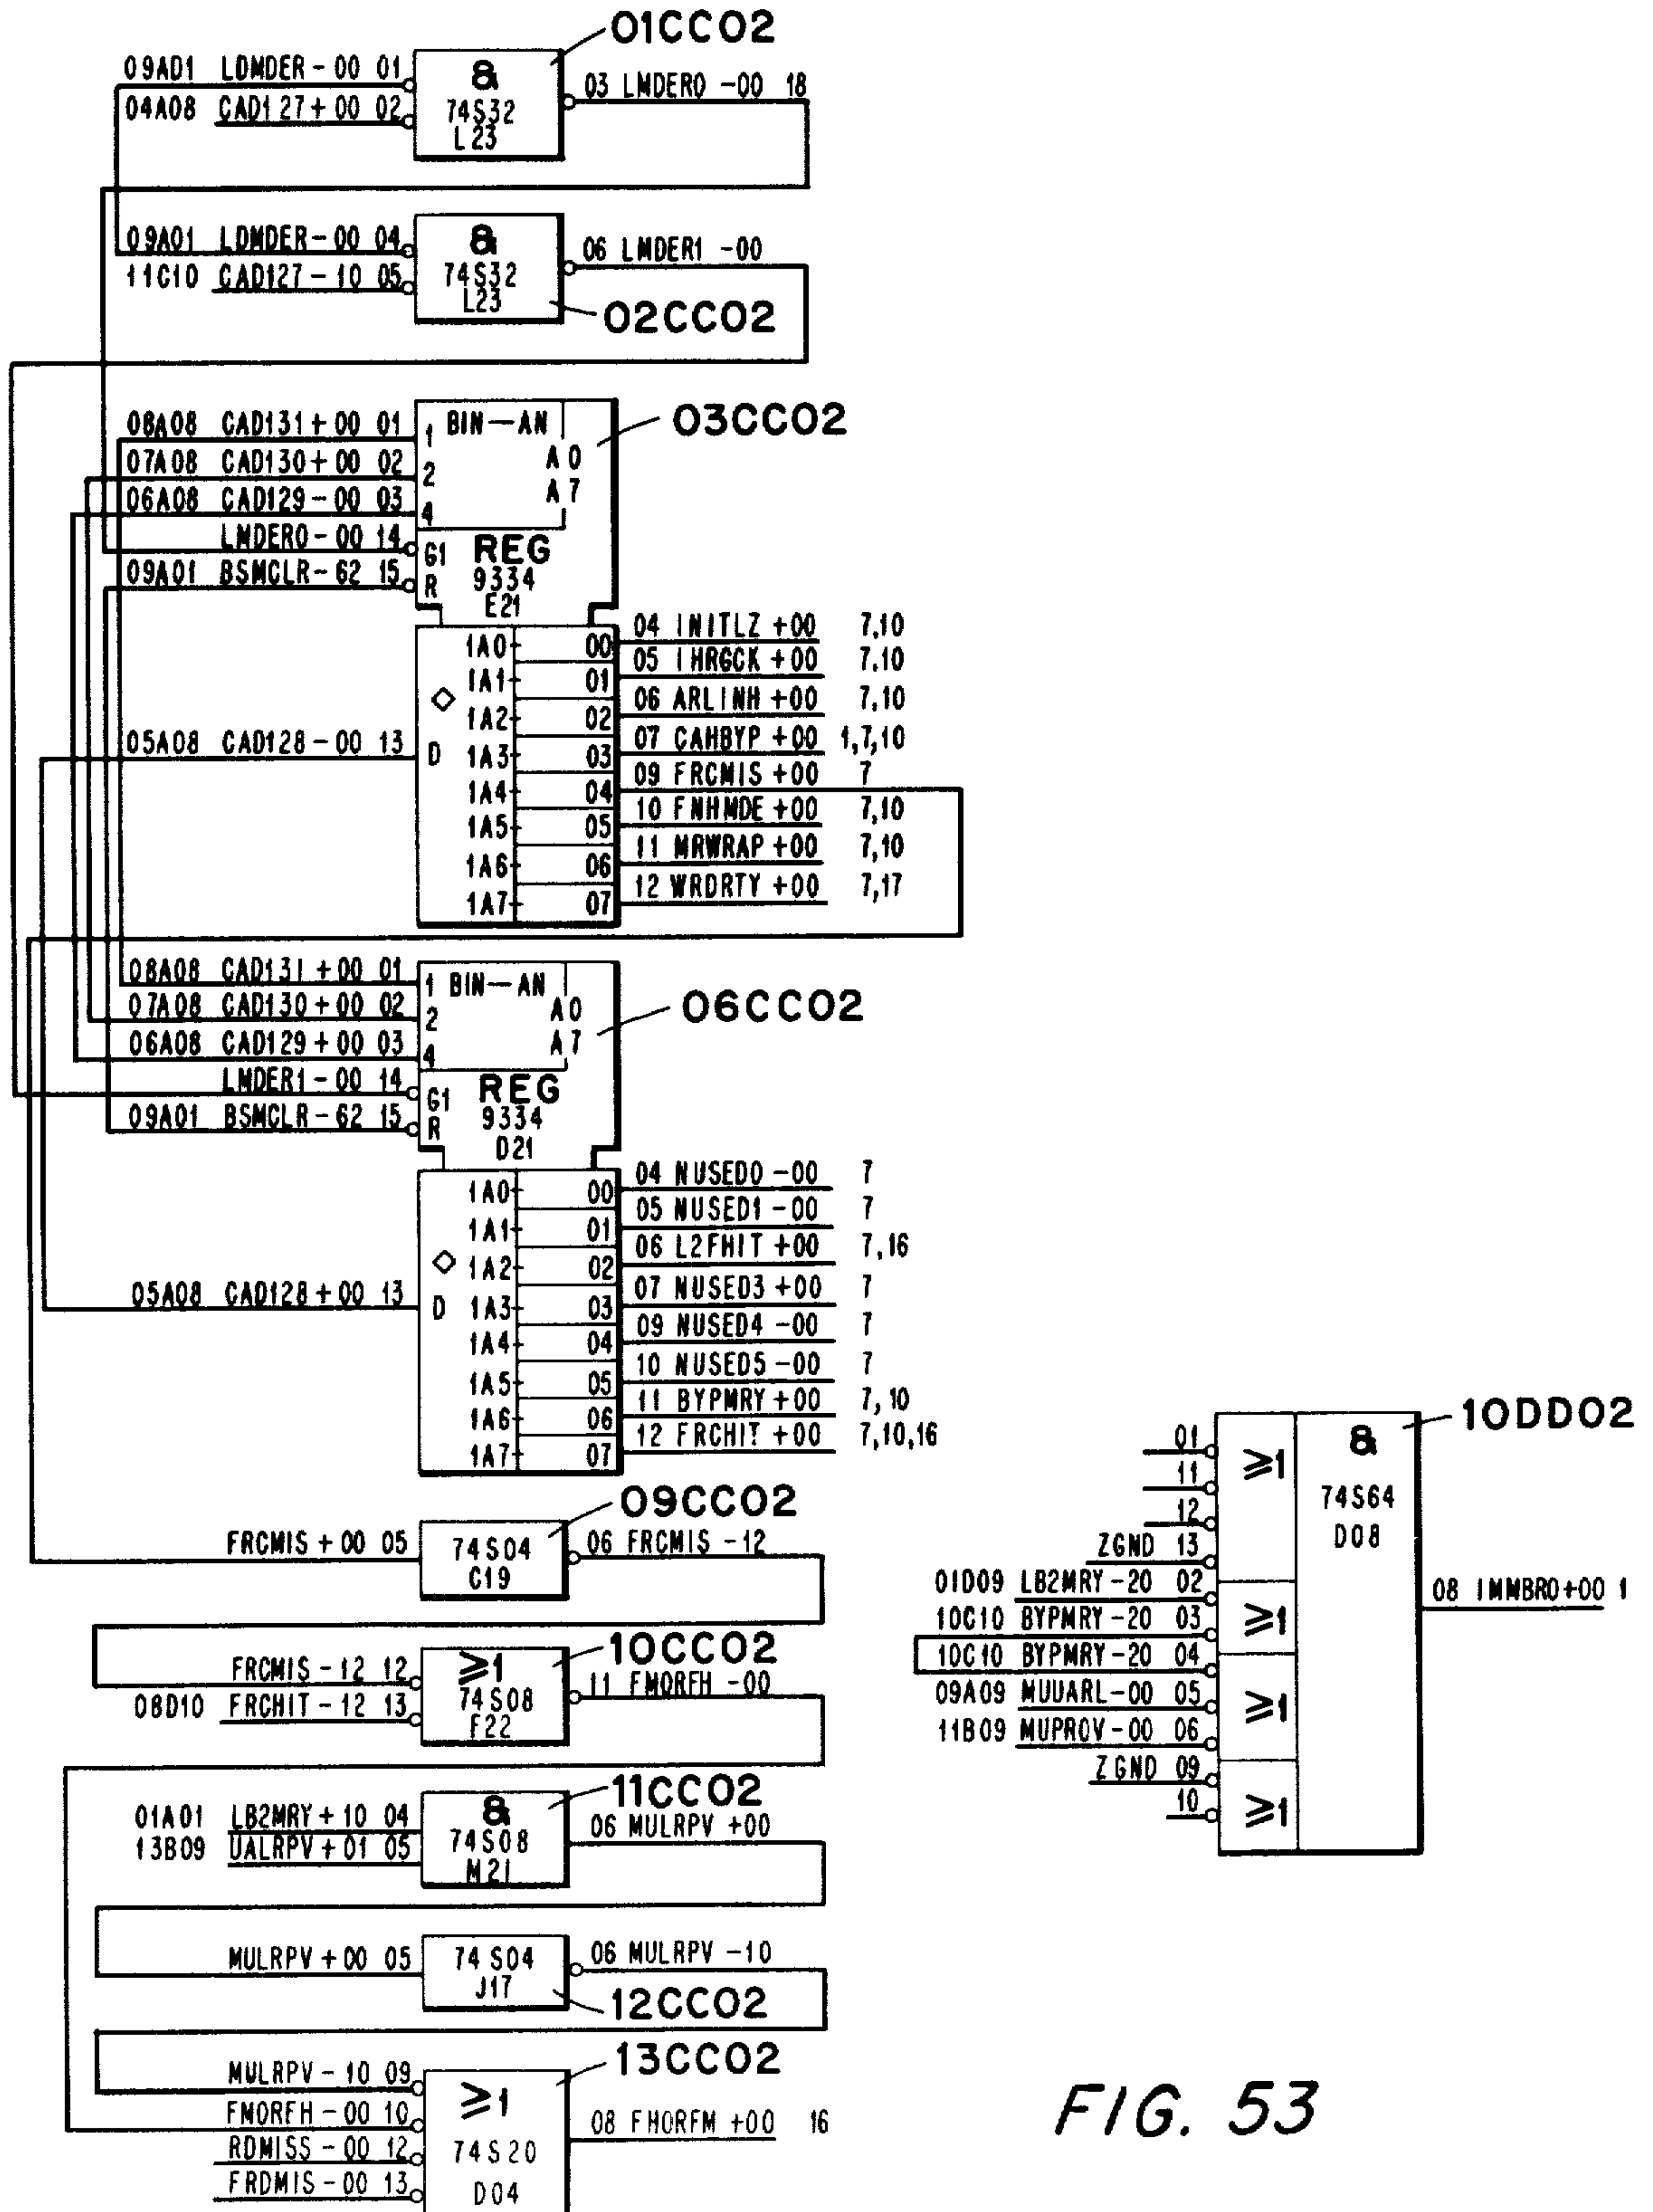 01CC02
09A01 LDMDER-00 01
04A08 CAD127+00 02
&
74S32
L23
03 LMDER0 -00 18
09A01 LDMDER-00 04
11C10 CAD127-10 05
&
74S32
L23
06 LMDER1 -00
02CC02
03CC02
08A08 CAD131+00 01
07A08 CAD130+00 02
06A08 CAD129-00 03
LMDER0-00 14
09A01 BSMCLR-62 15
1 BIN—AN
2 A0
A7
4
G1 REG
R 9334
E21
05A08 CAD128-00 13
D
1A0 00 04 INITLZ +00 7,10
1A1 01 05 IHRGCK +00 7,10
1A2 02 06 ARLINH +00 7,10
1A3 03 07 CAHBYP +00 1,7,10
1A4 04 09 FRCMIS +00 7
1A5 05 10 FNHMDE +00 7,10
1A6 06 11 MRWRAP +00 7,10
1A7 07 12 WRDRTY +00 7,17
06CC02
08A08 CAD131+00 01
07A08 CAD130+00 02
06A08 CAD129+00 03
LMDER1-00 14
09A01 BSMCLR-62 15
1 BIN—AN
2 A0
A7
4
G1 REG
R 9334
D21
05A08 CAD128+00 13
D
1A0 00 04 NUSED0 -00 7
1A1 01 05 NUSED1 -00 7
1A2 02 06 L2FHIT +00 7,16
1A3 03 07 NUSED3 +00 7
1A4 04 09 NUSED4 -00 7
1A5 05 10 NUSED5 -00 7
1A6 06 11 BYPMRY +00 7,10
1A7 07 12 FRCHIT +00 7,10,16
09CC02
FRCMIS+00 05
74S04
C19
06 FRCMIS -12
10CC02
FRCMIS-12 12
08D10 FRCHIT-12 13
≥1
74S08
F22
11 FMORFH -00
11CC02
01A01 LB2MRY+10 04
13B09 UALRPV+01 05
&
74S08
M21
06 MULRPV +00
MULRPV+00 05
74S04
J17
06 MULRPV -10
12CC02
13CC02
MULRPV-10 09
FMORFH-00 10
RDMISS-00 12
FRDMIS-00 13
≥1
74S20
D04
08 FHORFM +00 16
10DD02
01
11
12
ZGND 13
01D09 LB2MRY-20 02
10C10 BYPMRY-20 03
10C10 BYPMRY-20 04
09A09 MUUARL-00 05
11B09 MUPROV-00 06
ZGND 09
10
≥1
≥1
≥1
≥1
&
74S64
D08
08 IMMBR0+00 1
FIG. 53